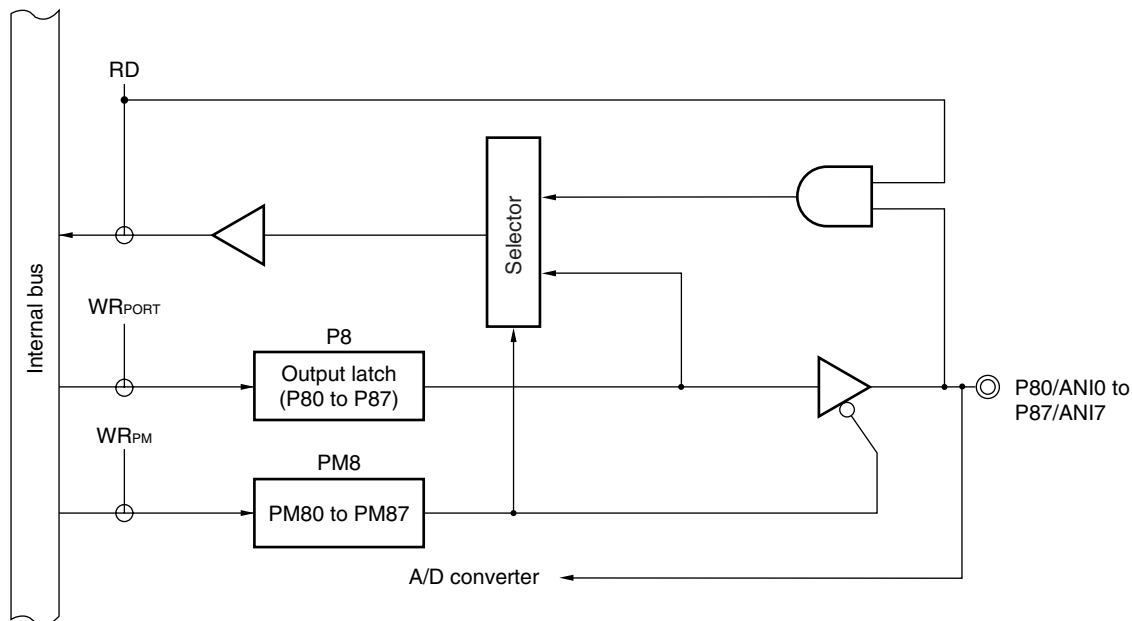 RD
Selector
Internal bus
WRPORT
P8
Output latch
(P80 to P87)
P80/ANI0 to
P87/ANI7
WRPM
PM8
PM80 to PM87
A/D converter